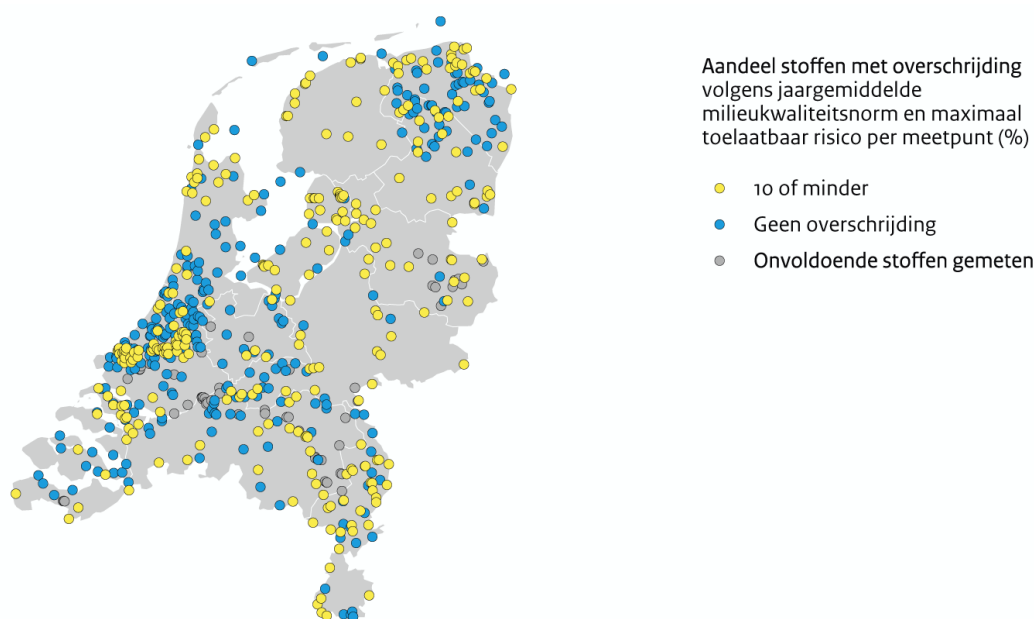 Aandeel stoffen met overschrijding
volgens jaargemiddelde
milieukwaliteitsnorm en maximaal
toelaatbaar risico per meetpunt (%)
10 of minder
Geen overschrijding
Onvoldoende stoffen gemeten